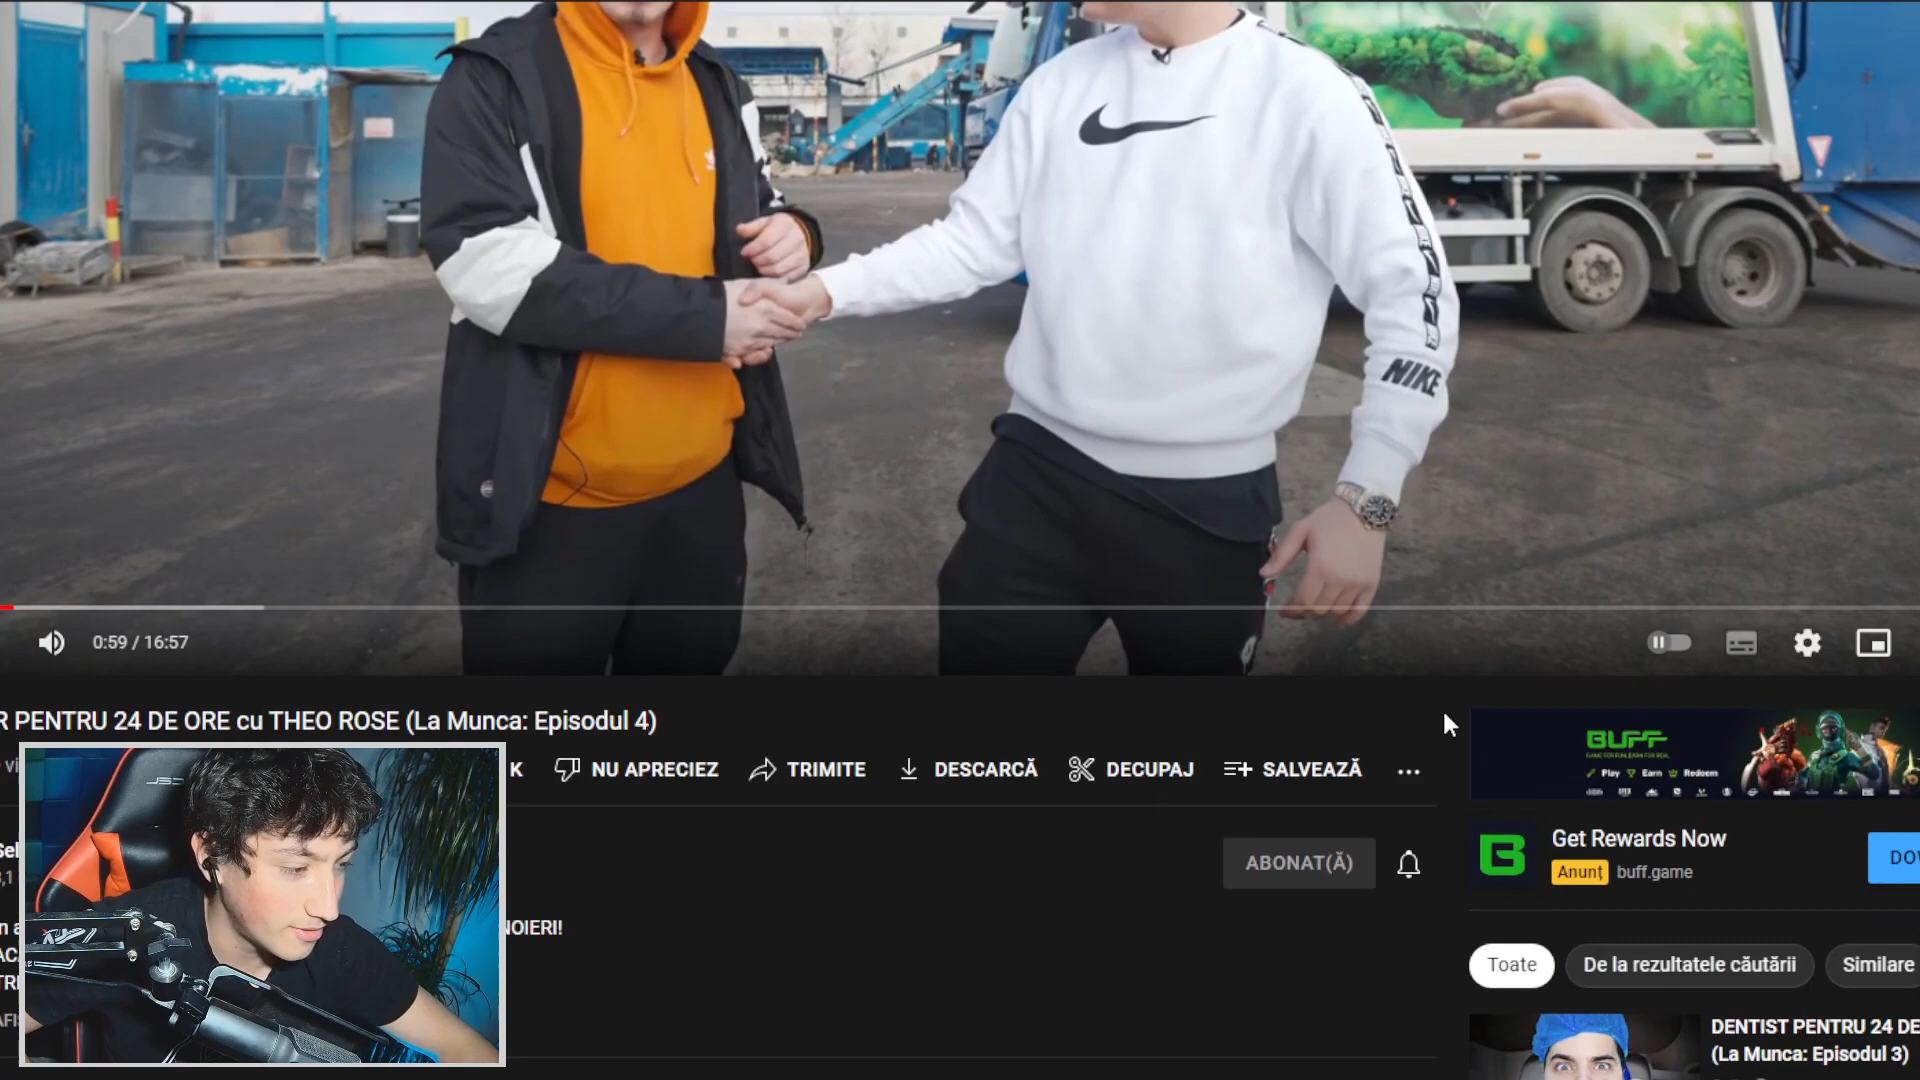 NIKE
0:59 / 16:57
R PENTRU 24 DE ORE cu THEO ROSE (La Munca: Episodul 4)
K NU APRECIEZ TRIMITE DESCARCĂ DECUPAJ SALVEAZĂ
BUFF
Play Earn Redeem
Get Rewards Now
Anunț buff.game
ABONAT(Ă)
NOIERI!
Toate De la rezultatele căutării Similare
DENTIST PENTRU 24 DE
(La Munca: Episodul 3)